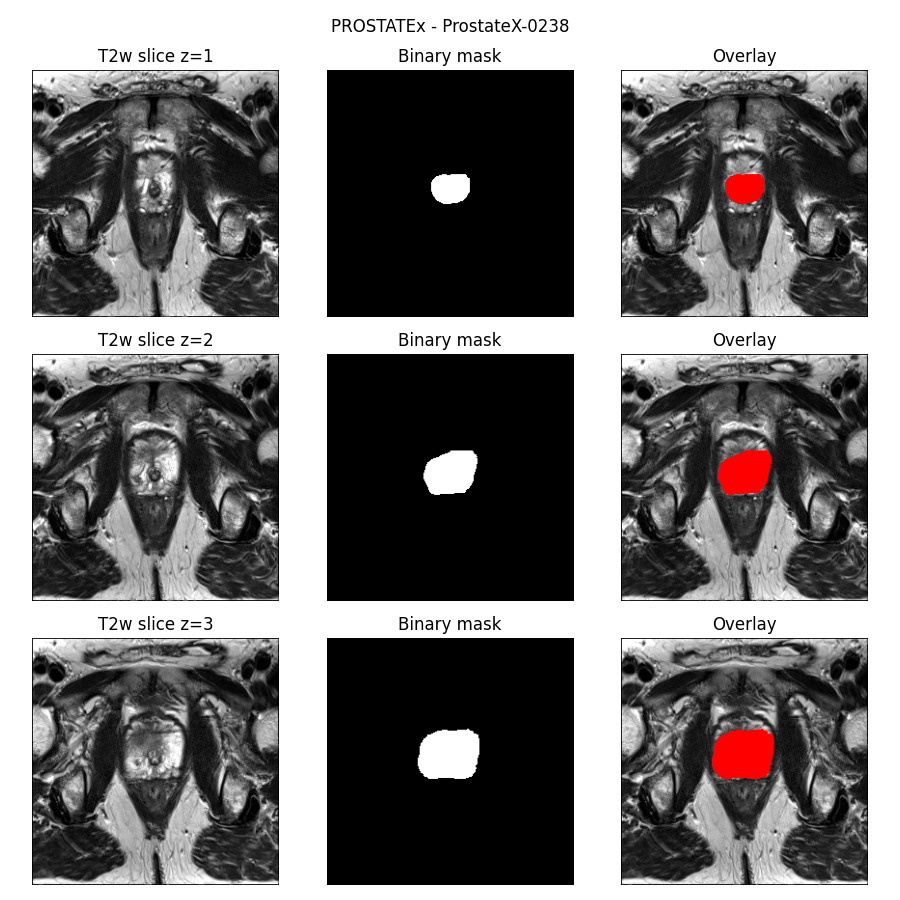 PROSTATEx - ProstateX-0238
T2w slice z=1 Binary mask Overlay
T2w slice z=2 Binary mask Overlay
T2w slice z=3 Binary mask Overlay